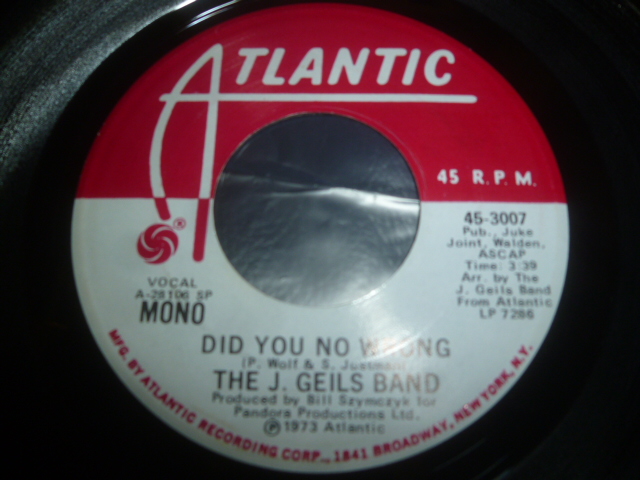 ATLANTIC
®
45 R.P.M.
45-3007
Pub., Juke
Joint, Walden,
ASCAP
Time: 3:39
Arr. by The
J. Geils Band
From Atlantic
LP 7286
VOCAL
A-28106 SP
MONO
DID YOU NO WRONG
(P. Wolf & S. Justman)
THE J. GEILS BAND
Produced by Bill Szymczyk for
Pandora Productions Ltd.
Ⓟ1973 Atlantic
MFG. BY ATLANTIC RECORDING CORP., 1841 BROADWAY, NEW YORK, N.Y.